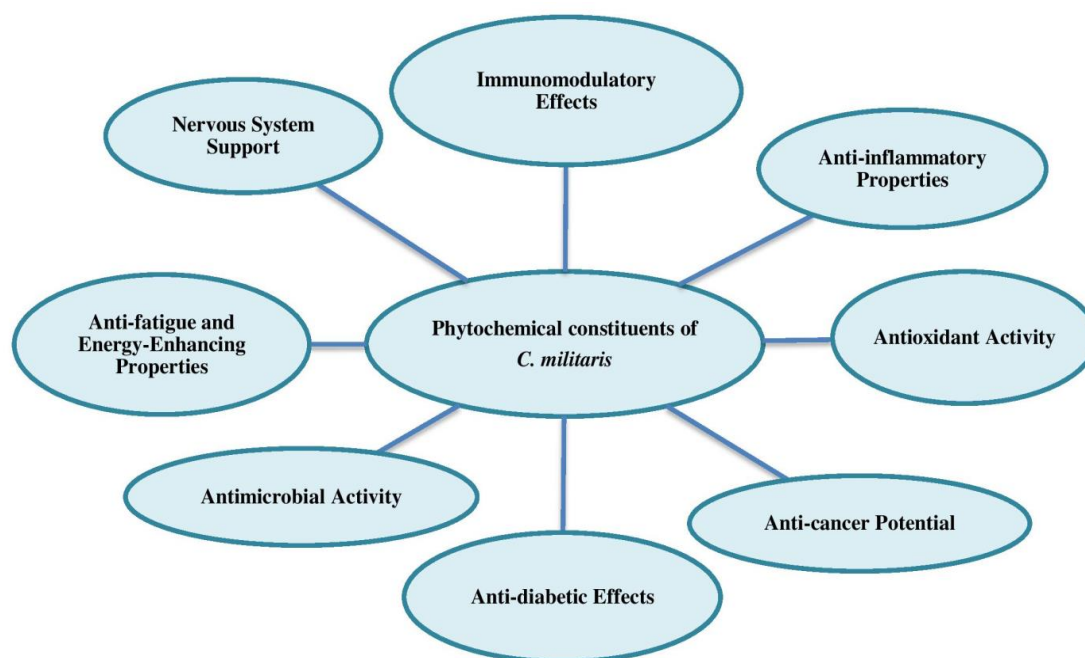 Immunomodulatory
Effects
Nervous System
Support
Anti-inflammatory
Properties
Anti-fatigue and
Energy-Enhancing
Properties
Phytochemical constituents of
C. militaris
Antioxidant Activity
Antimicrobial Activity
Anti-cancer Potential
Anti-diabetic Effects